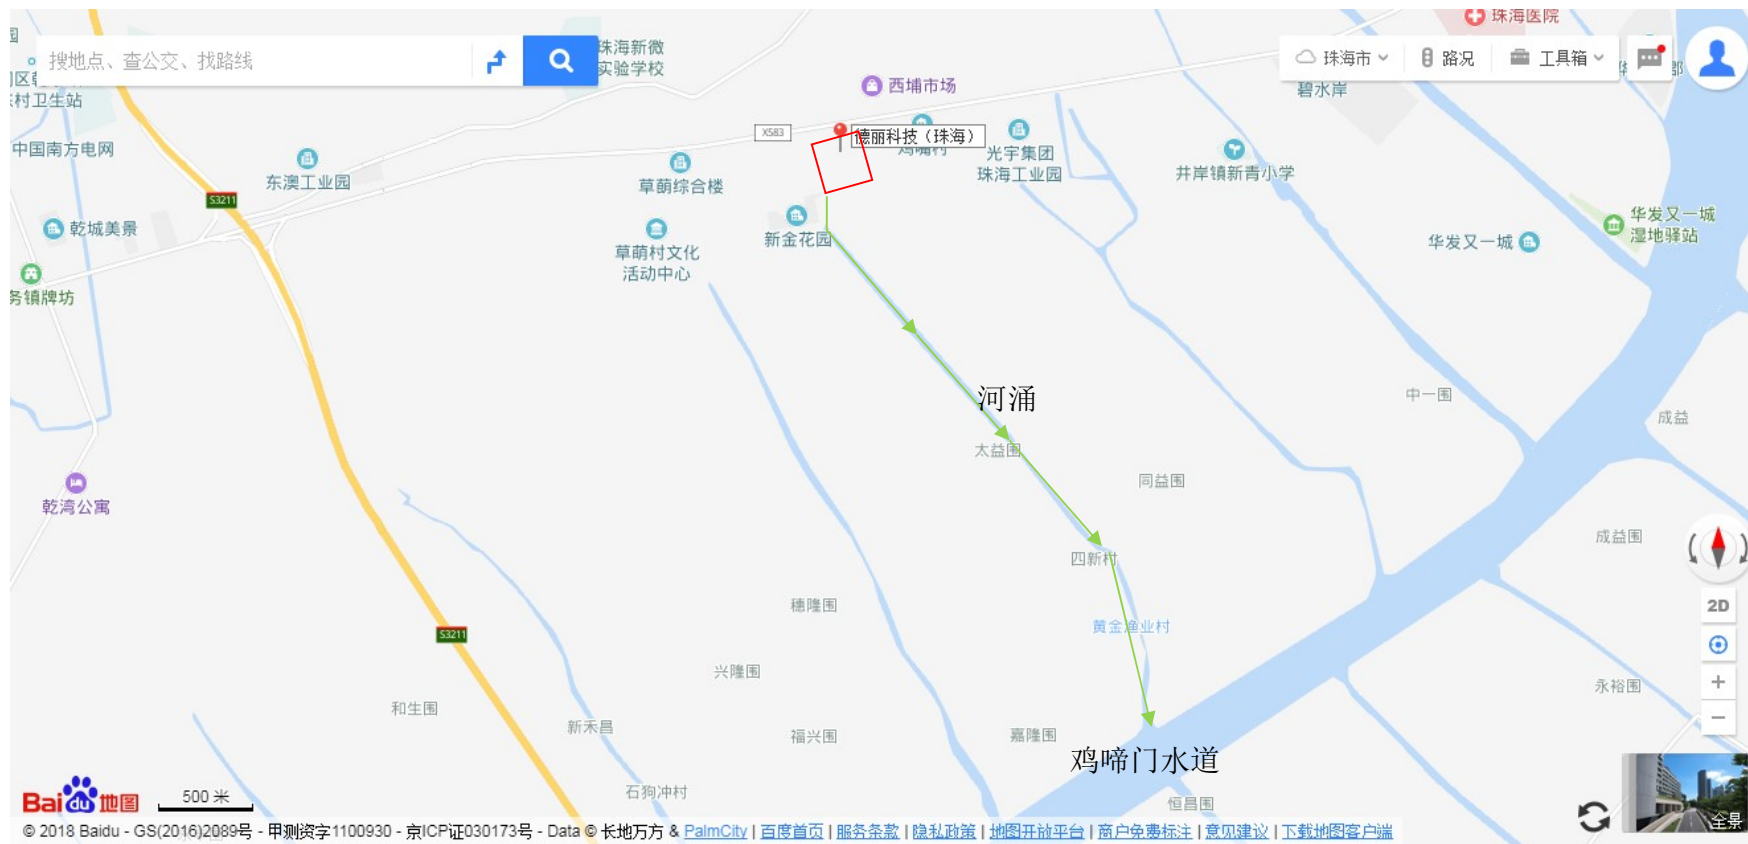 珠海医院
搜地点、查公交、找路线
珠海新微
实验学校
珠海市
路况
工具箱
村卫生站
西埔市场
碧水岸
X583
德丽科技（珠海）
鸡嘴村
中国南方电网
东澳工业园
草萌综合楼
光宇集团
珠海工业园
井岸镇新青小学
S3211
乾城美景
新金花园
草萌村文化
活动中心
华发又一城
华发又一城
湿地驿站
务镇牌坊
河涌
中一围
成益
太益围
同益围
乾湾公寓
成益围
四新村
2D
穗隆围
黄金渔业村
S3211
兴隆围
永裕围
和生围
新禾昌
福兴围
嘉隆围
鸡啼门水道
石狗冲村
恒昌围
Bai du 地图
500 米
全景
© 2018 Baidu - GS(2016)2089号 - 甲测资字1100930 - 京ICP证030173号 - Data © 长地万方 & PalmCity | 百度首页 | 服务条款 | 隐私政策 | 地图开放平台 | 商户免费标注 | 意见建议 | 下载地图客户端